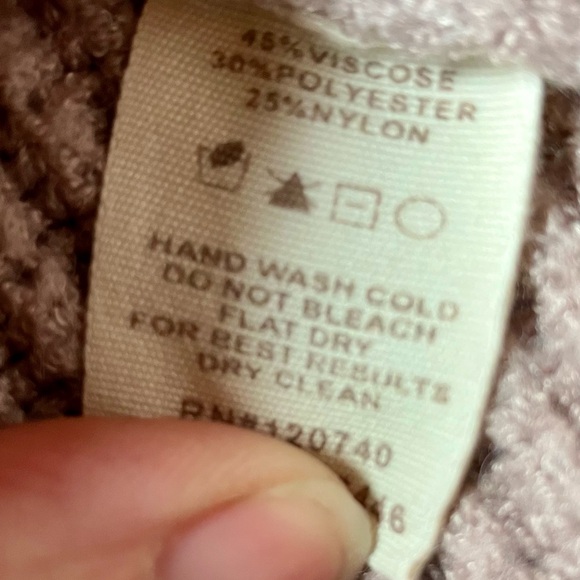 45%VISCOSE
30%POLYESTER
25%NYLON
HAND WASH COLD
DO NOT BLEACH
FLAT DRY
FOR BEST RESULTS
DRY CLEAN
RN#120740